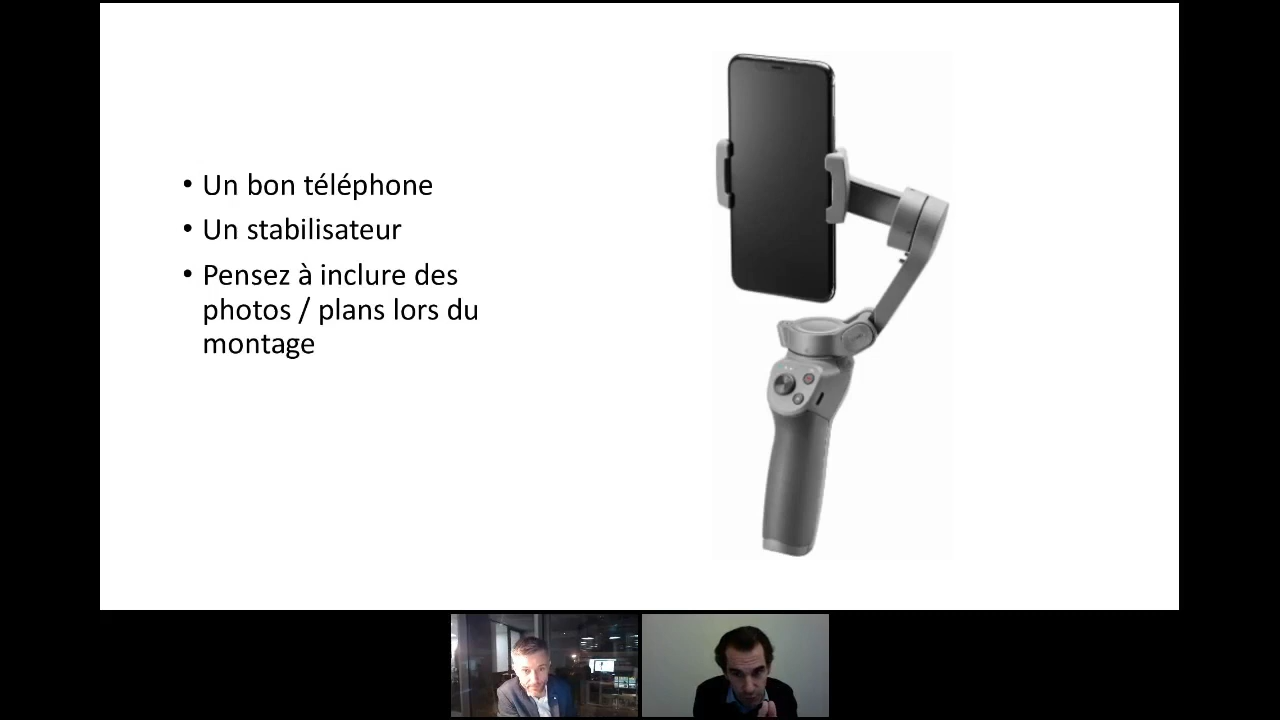 • Un bon téléphone
• Un stabilisateur
• Pensez à inclure des
photos / plans lors du
montage